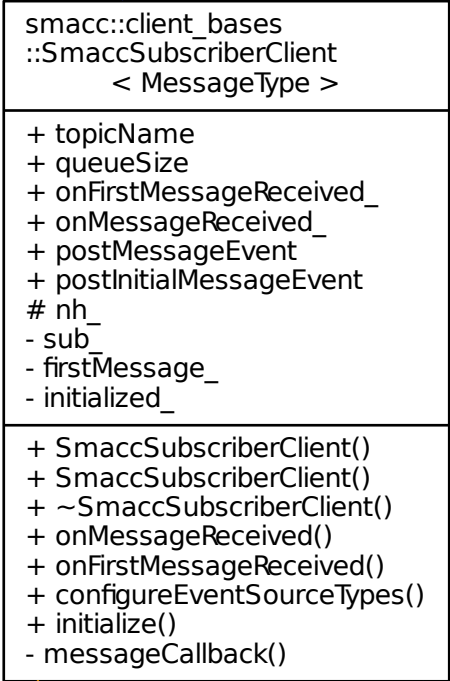 smacc::client_bases
::SmaccSubscriberClient
< MessageType >
+ topicName
+ queueSize
+ onFirstMessageReceived_
+ onMessageReceived_
+ postMessageEvent
+ postInitialMessageEvent
# nh_
- sub_
- firstMessage_
- initialized_
+ SmaccSubscriberClient()
+ SmaccSubscriberClient()
+ ~SmaccSubscriberClient()
+ onMessageReceived()
+ onFirstMessageReceived()
+ configureEventSourceTypes()
+ initialize()
- messageCallback()